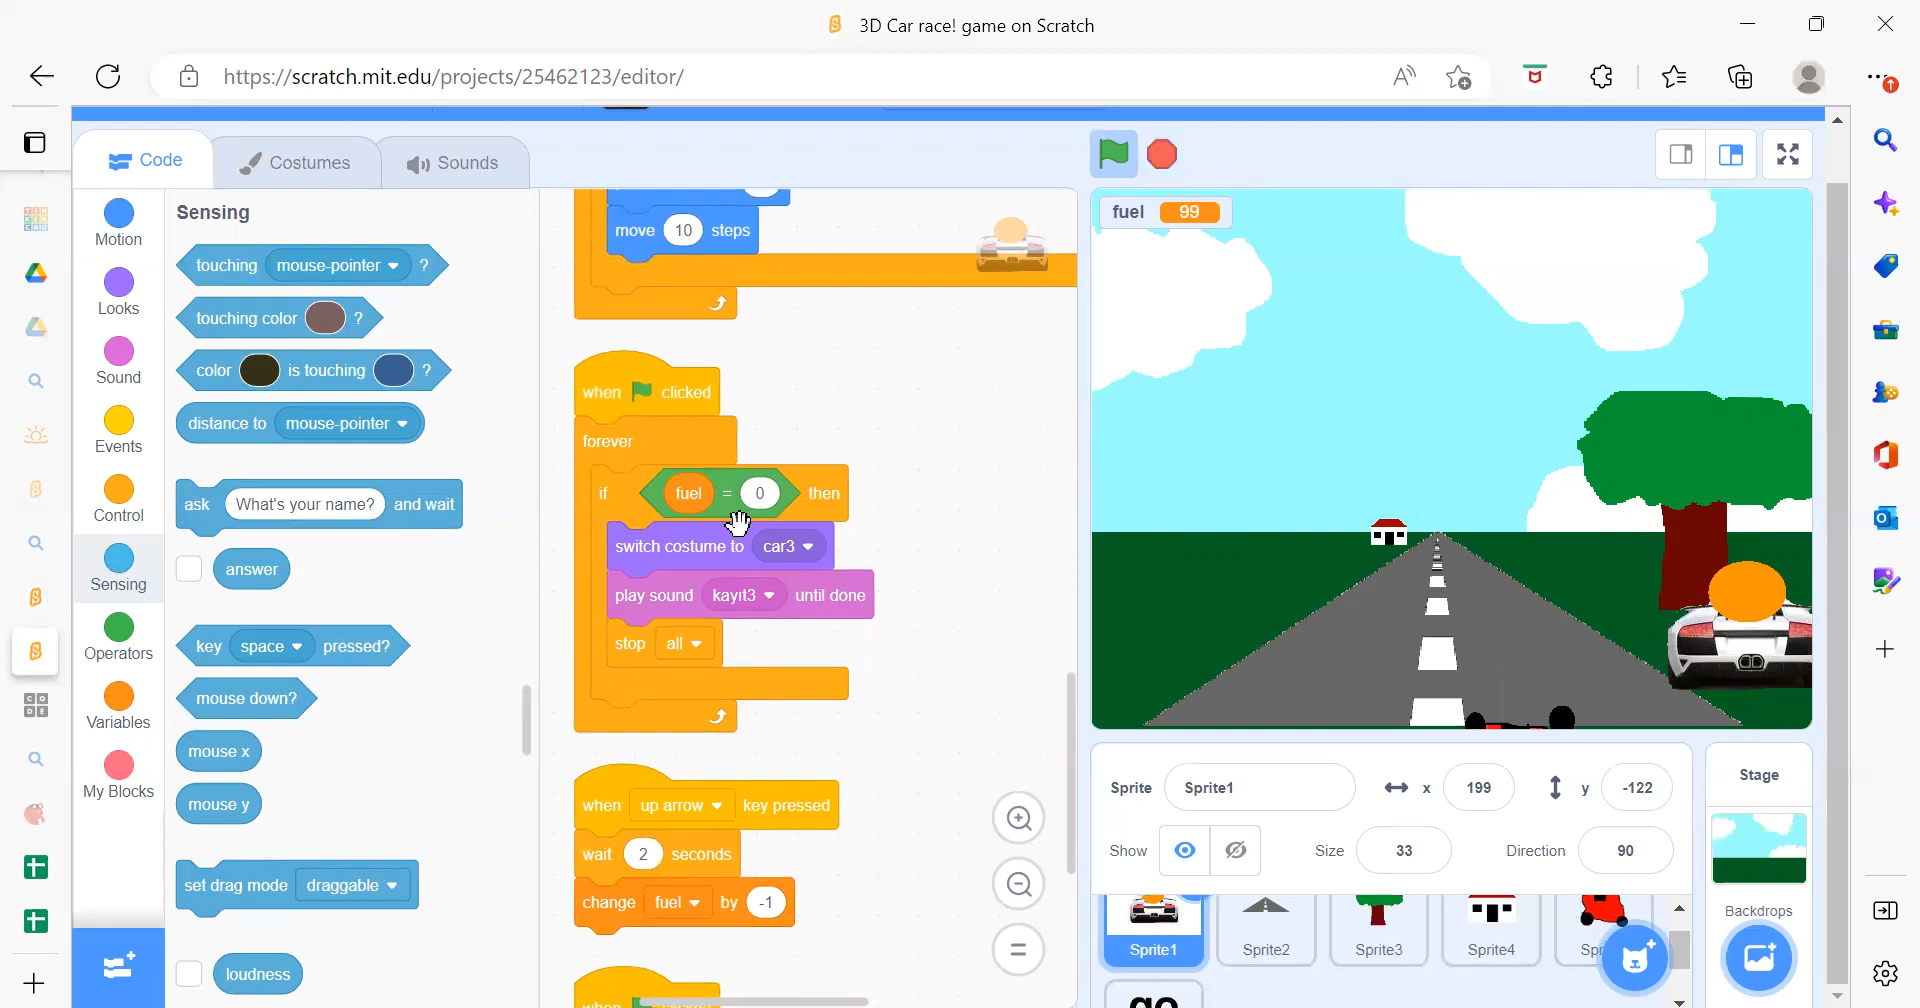 3D Car race! game on Scratch
https://scratch.mit.edu/projects/25462123/editor/
Code
Costumes
Sounds
Motion
Looks
Sound
Events
Control
Sensing
Operators
Variables
My Blocks
Sensing
touching mouse-pointer ?
touching color ?
color is touching ?
distance to mouse-pointer
ask What's your name? and wait
answer
key space pressed?
mouse down?
mouse x
mouse y
set drag mode draggable
loudness
move 10 steps
when clicked
forever
if fuel = 0 then
switch costume to car3
play sound kayıt3 until done
stop all
when up arrow key pressed
wait 2 seconds
change fuel by -1
fuel 99
Sprite Sprite1 x 199 y -122
Show Size 33 Direction 90
Stage
Backdrops
Sprite1
Sprite2
Sprite3
Sprite4